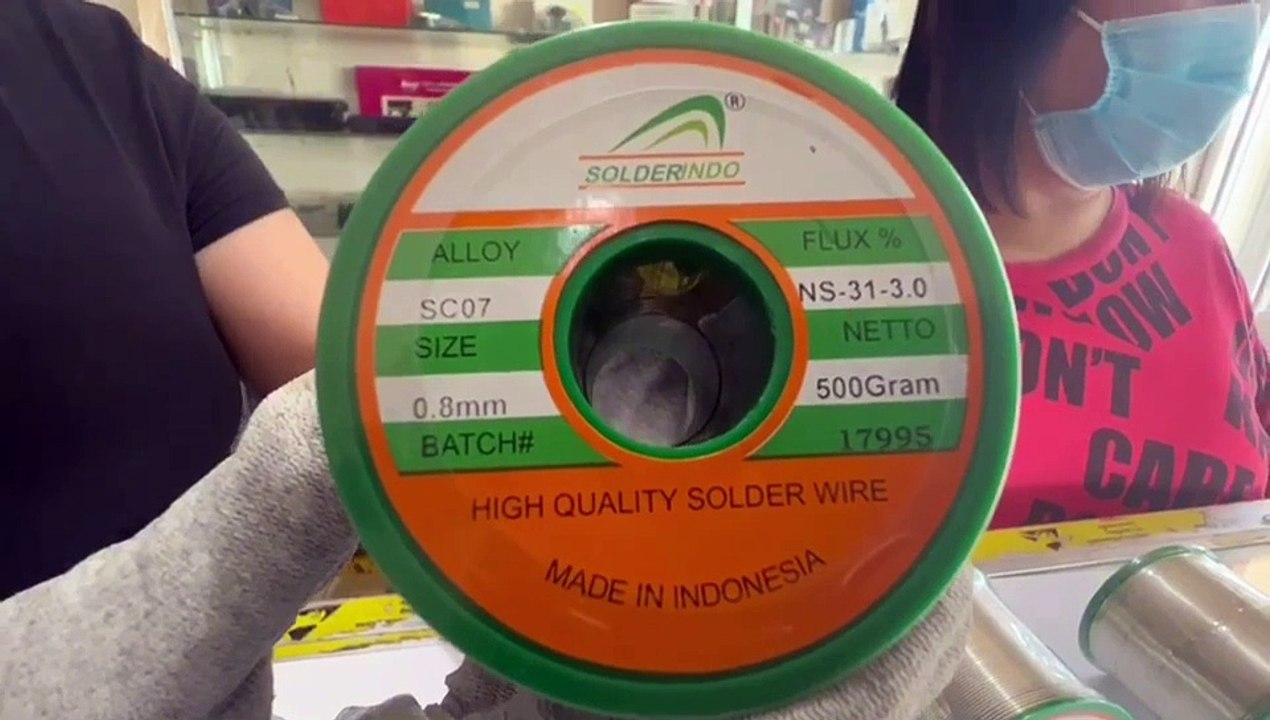 ®
SOLDERINDO
ALLOY
FLUX %
SC07
NS-31-3.0
SIZE
NETTO
0.8mm
500Gram
BATCH#
17995
HIGH QUALITY SOLDER WIRE
MADE IN INDONESIA
DON'T
CARE